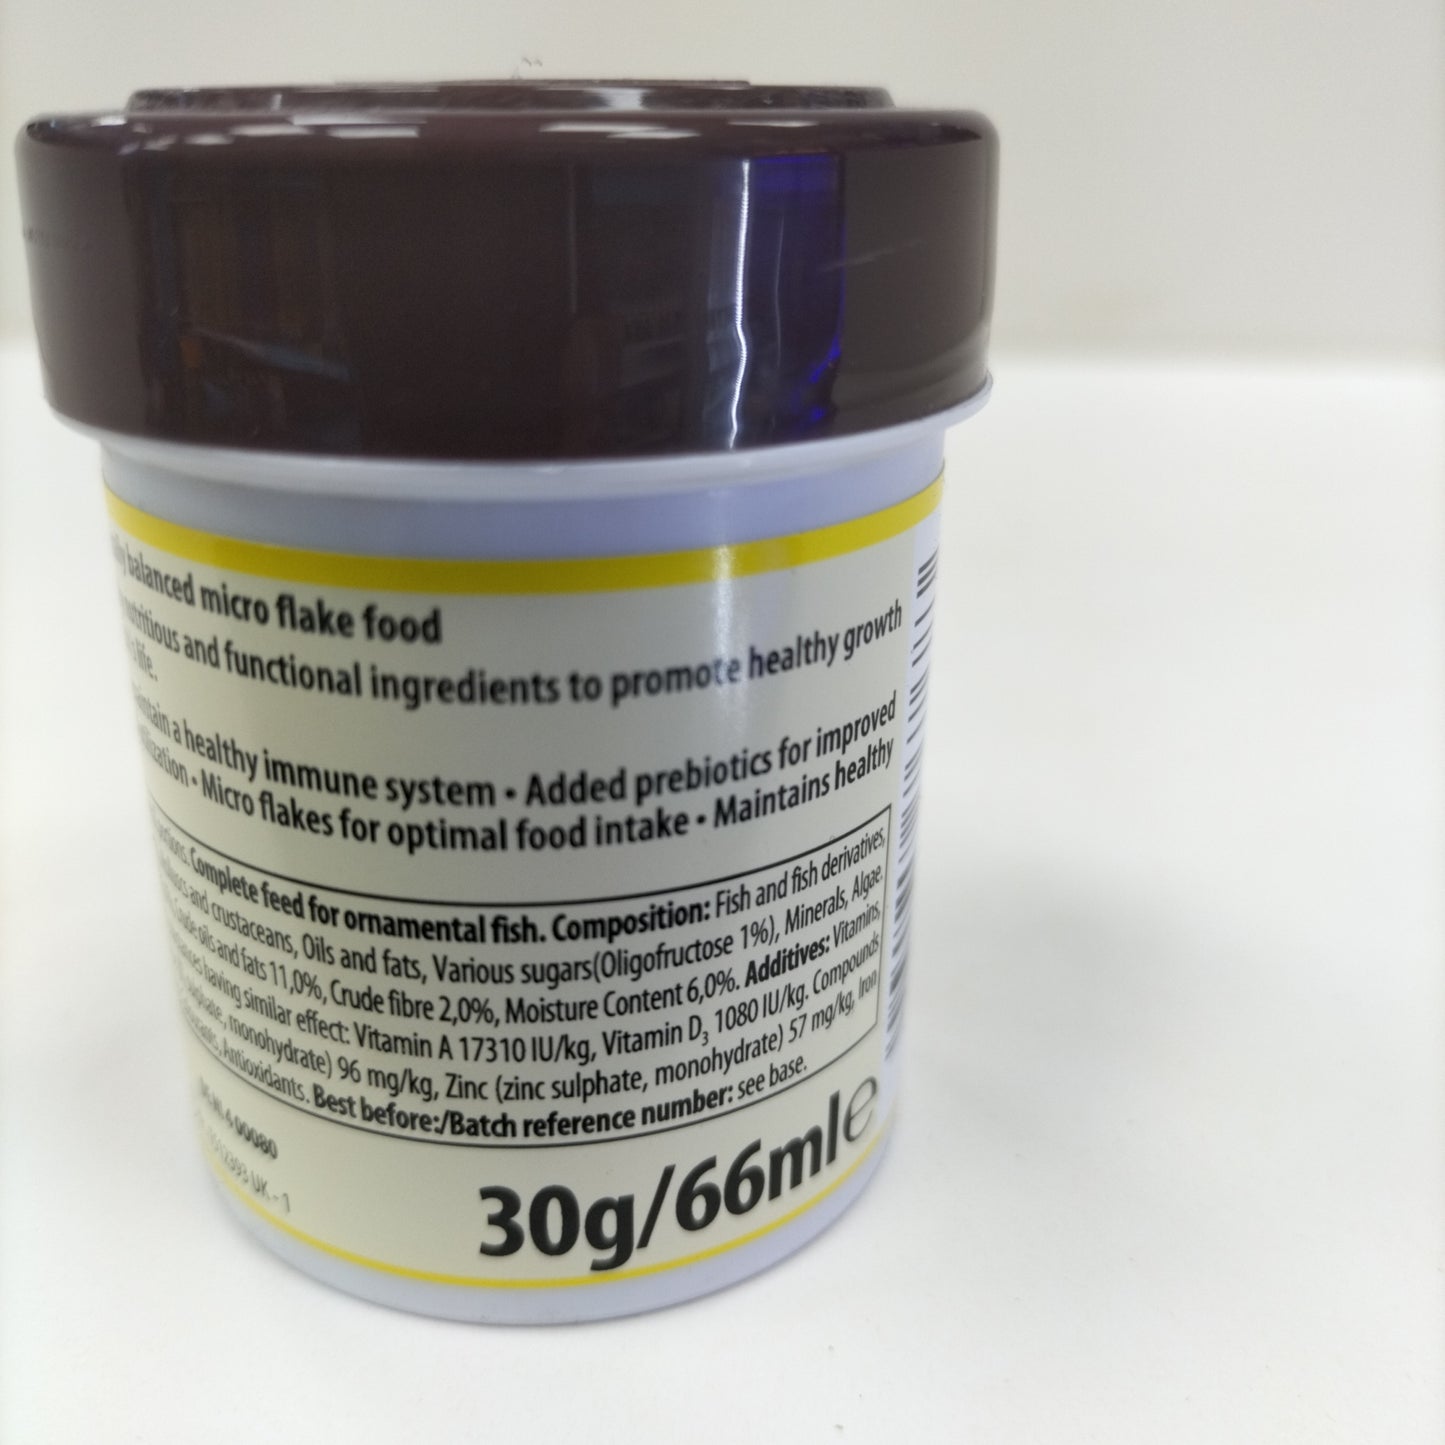 balanced micro flake food
nutritious and functional ingredients to promote healthy growth
life.
a healthy immune system • Added prebiotics for improved
• Micro flakes for optimal food intake • Maintains healthy
Complete feed for ornamental fish. Composition: Fish and fish derivatives,
and crustaceans, Oils and fats, Various sugars(Oligofructose 1%), Minerals, Algae.
Crude oils and fats 11,0%, Crude fibre 2,0%, Moisture Content 6,0%. Additives: Vitamins,
having similar effect: Vitamin A 17310 IU/kg, Vitamin D3 1080 IU/kg. Compounds
monohydrate) 96 mg/kg, Zinc (zinc sulphate, monohydrate) 57 mg/kg, Iron
Antioxidants. Best before:/Batch reference number: see base.
00080
UK - 1
30g/66ml e